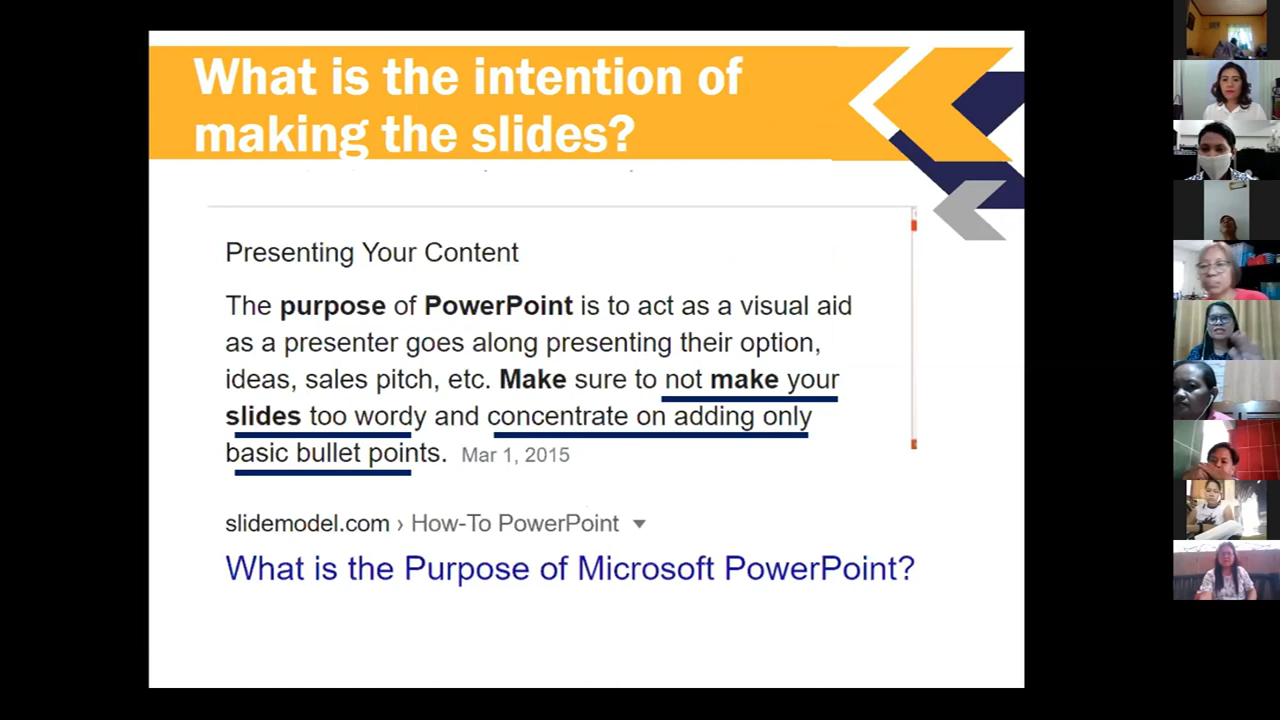 What is the intention of
making the slides?
Presenting Your Content
The purpose of PowerPoint is to act as a visual aid
as a presenter goes along presenting their option,
ideas, sales pitch, etc. Make sure to not make your
slides too wordy and concentrate on adding only
basic bullet points. Mar 1, 2015
slidemodel.com › How-To PowerPoint
What is the Purpose of Microsoft PowerPoint?